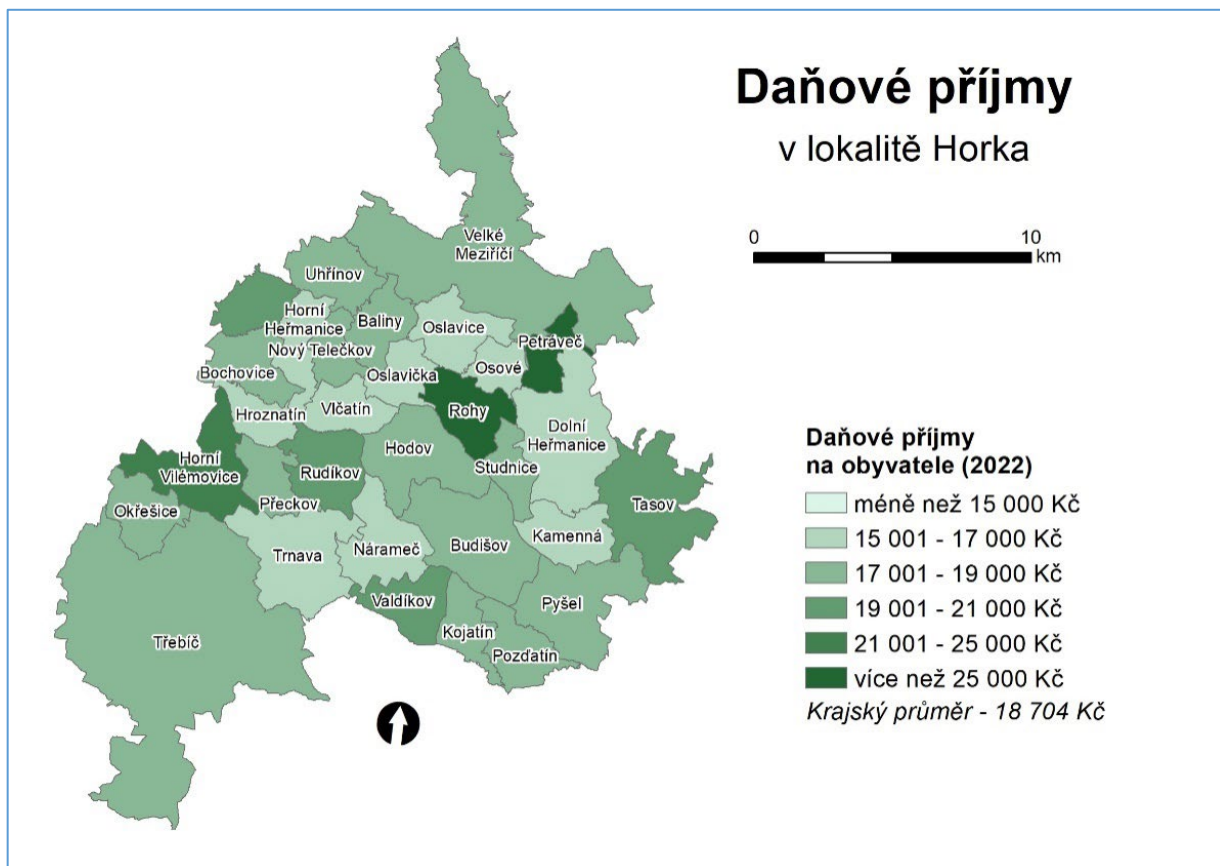 Daňové příjmy
v lokalitě Horka
0
10
km
Velké
Meziříčí
Uhřínov
Horní
Heřmanice
Baliny
Oslavice
Petráveč
Nový Telečkov
Bochovice
Oslavička
Osové
Hroznatín
Vlčatín
Rohy
Dolní
Heřmanice
Horní
Vilémovice
Rudíkov
Hodov
Studnice
Okřešice
Přeckov
Tasov
Trnava
Nárameč
Budišov
Kamenná
Valdíkov
Pyšel
Třebíč
Kojatín
Pozďatín
Daňové příjmy
na obyvatele (2022)
méně než 15 000 Kč
15 001 - 17 000 Kč
17 001 - 19 000 Kč
19 001 - 21 000 Kč
21 001 - 25 000 Kč
více než 25 000 Kč
Krajský průměr - 18 704 Kč